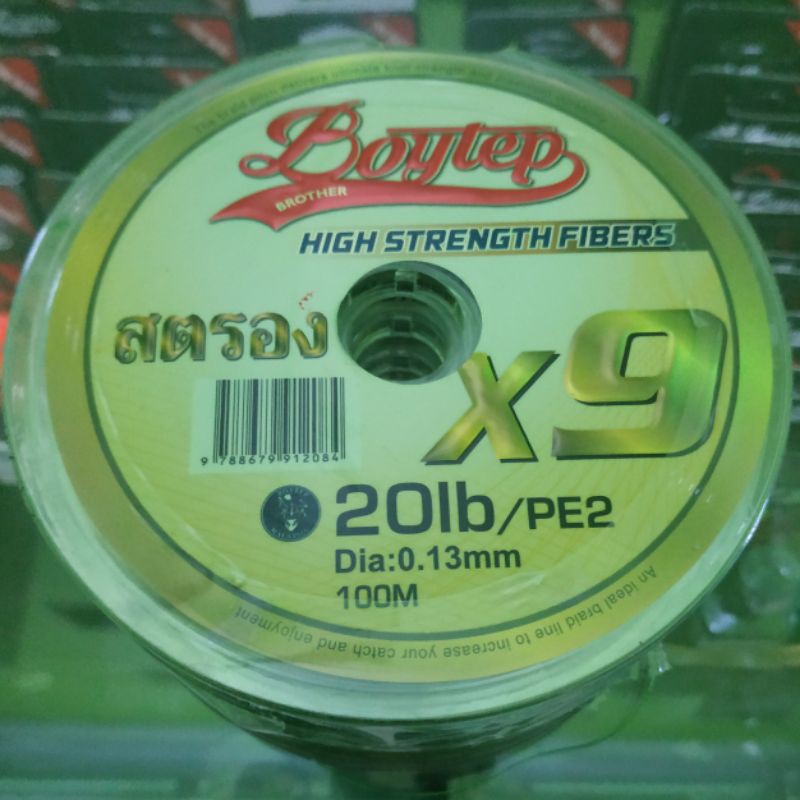 Boytep
BROTHER
HIGH STRENGTH FIBERS
สตรอง
x9
9 788679 912084
20lb/PE2
Dia:0.13mm
100M
An ideal braid line to increase your catch and enjoyment